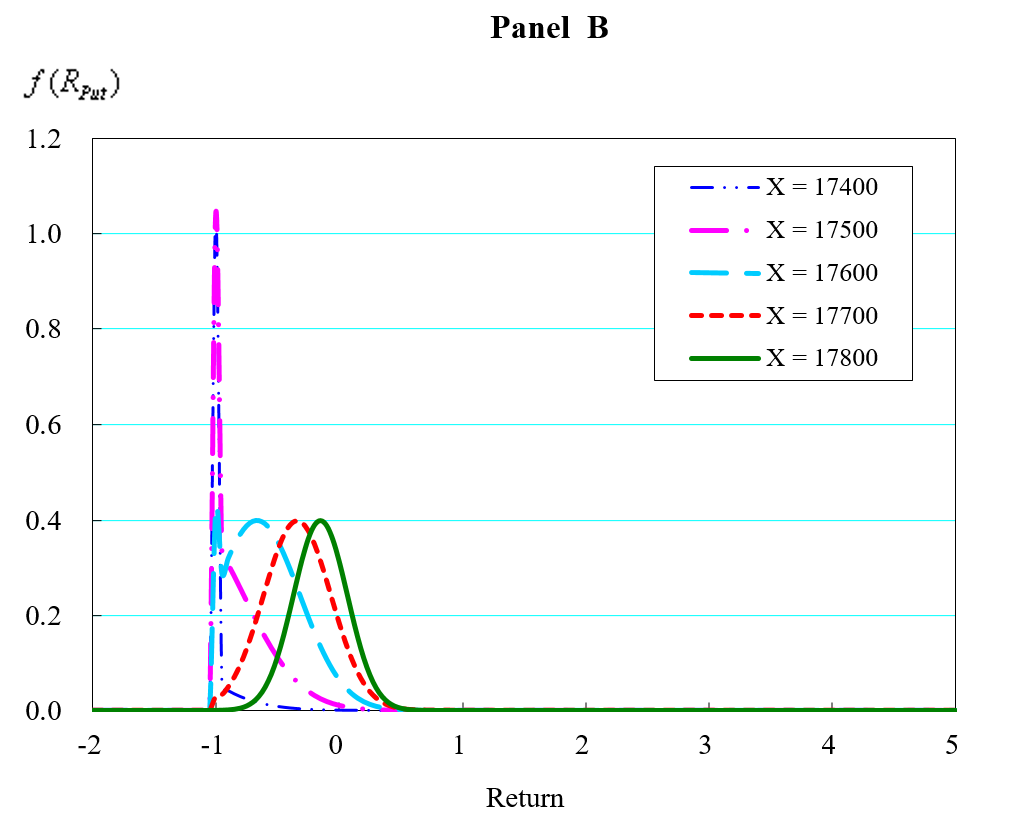 Panel B
f(R_Put)
1.2
1.0
0.8
0.6
0.4
0.2
0.0
X = 17400
X = 17500
X = 17600
X = 17700
X = 17800
-2 -1 0 1 2 3 4 5
Return